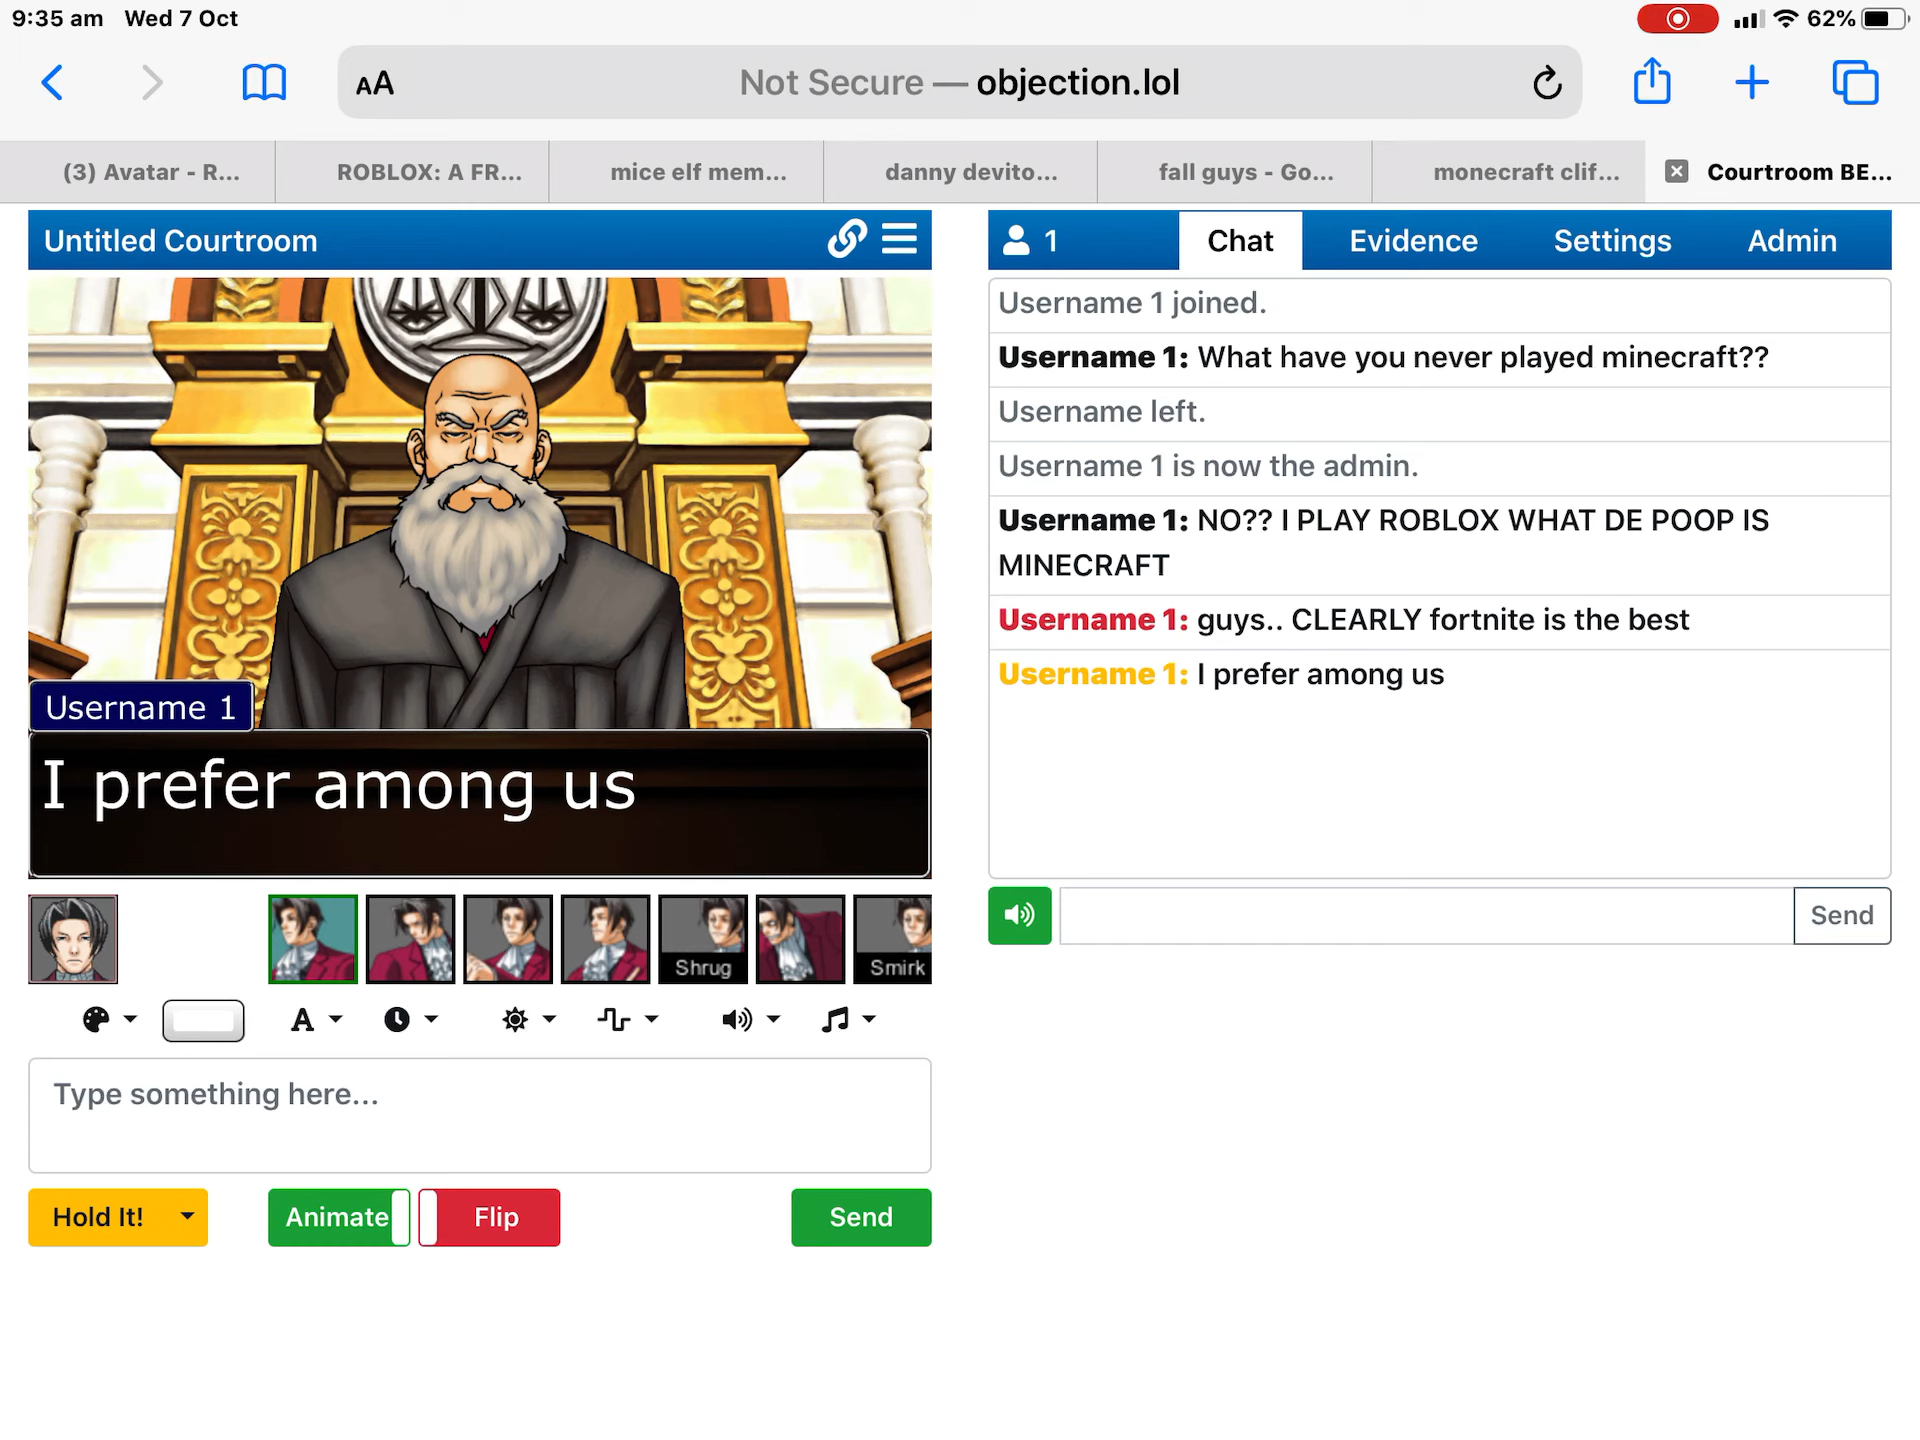 9:35 am Wed 7 Oct
62%
AA
Not Secure — objection.lol
(3) Avatar - R...
ROBLOX: A FR...
mice elf mem...
danny devito...
fall guys - Go...
monecraft clif...
Courtroom BE...
Untitled Courtroom
1
Chat
Evidence
Settings
Admin
Username 1
I prefer among us
Shrug
Smirk
A
Type something here...
Hold It!
Animate
Flip
Send
Username 1 joined.
Username 1: What have you never played minecraft??
Username left.
Username 1 is now the admin.
Username 1: NO?? I PLAY ROBLOX WHAT DE POOP IS
MINECRAFT
Username 1: guys.. CLEARLY fortnite is the best
Username 1: I prefer among us
Send